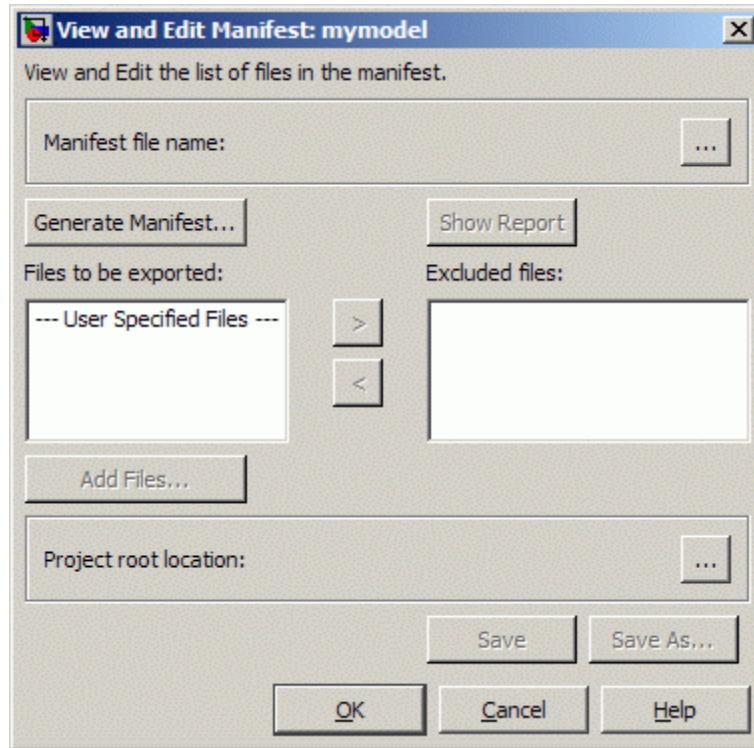 View and Edit Manifest: mymodel
View and Edit the list of files in the manifest.
Manifest file name: ...
Generate Manifest... Show Report
Files to be exported: Excluded files:
--- User Specified Files --- >
<
Add Files...
Project root location: ...
Save Save As...
OK Cancel Help